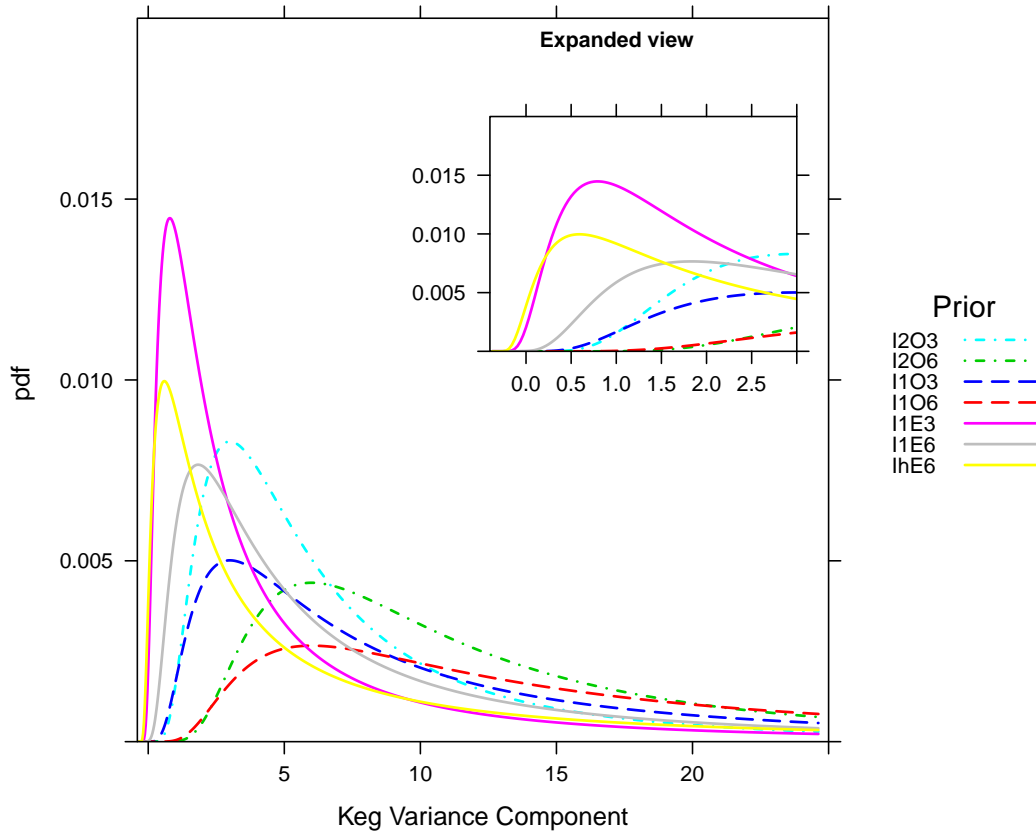 Expanded view
0.015
0.010
0.005
0.0 0.5 1.0 1.5 2.0 2.5
0.015
0.010
0.005
pdf
5 10 15 20
Keg Variance Component
Prior
I2O3
I2O6
I1O3
I1O6
I1E3
I1E6
IhE6